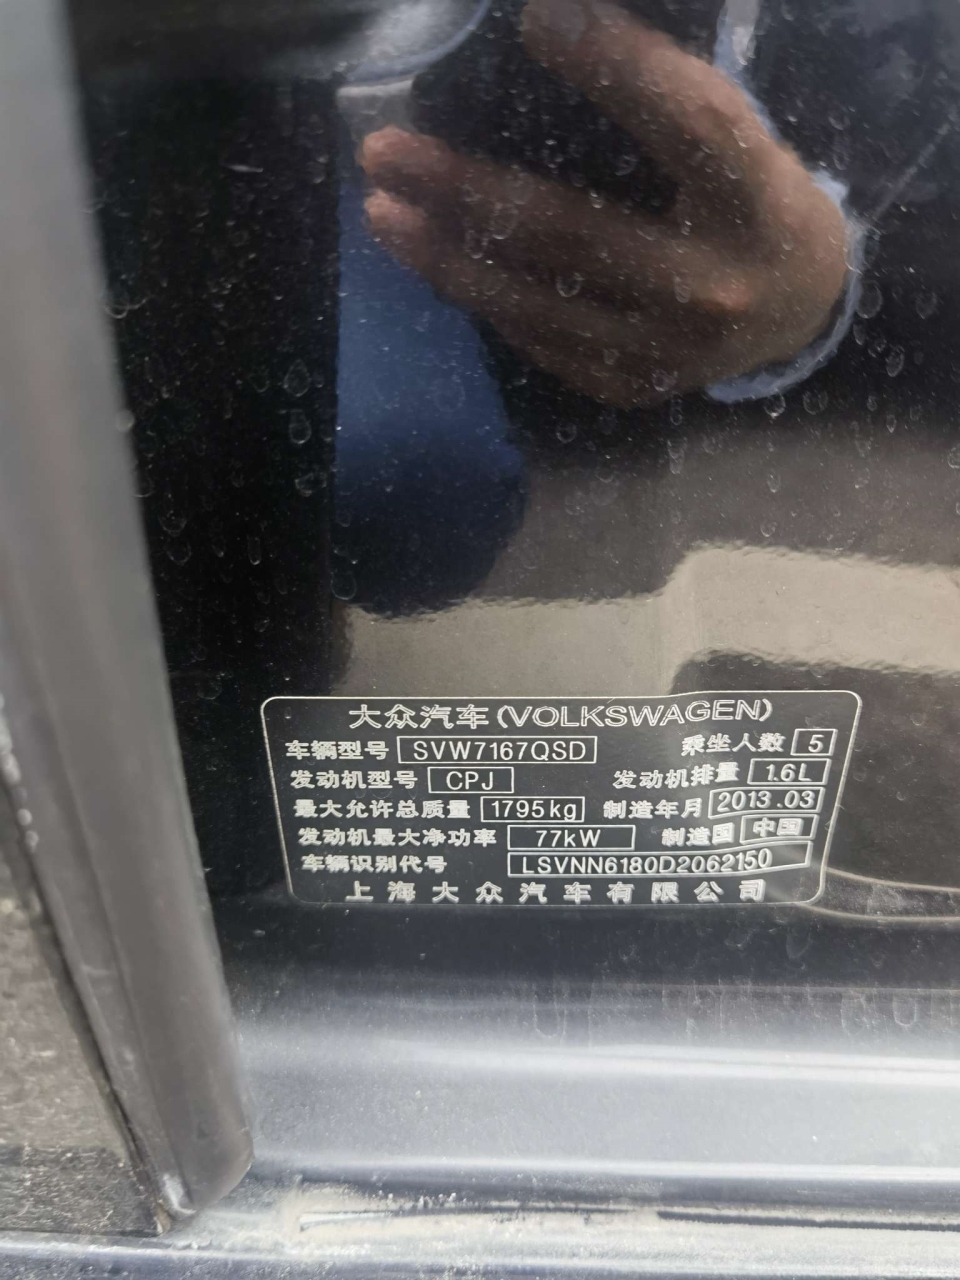 大众汽车(VOLKSWAGEN)
车辆型号 SVW7167QSD 乘坐人数 5
发动机型号 CPJ 发动机排量 1.6L
最大允许总质量 1795kg 制造年月 2013.03
发动机最大净功率 77kW 制造国 中国
车辆识别代号 LSVNN6180D2062150
上海大众汽车有限公司